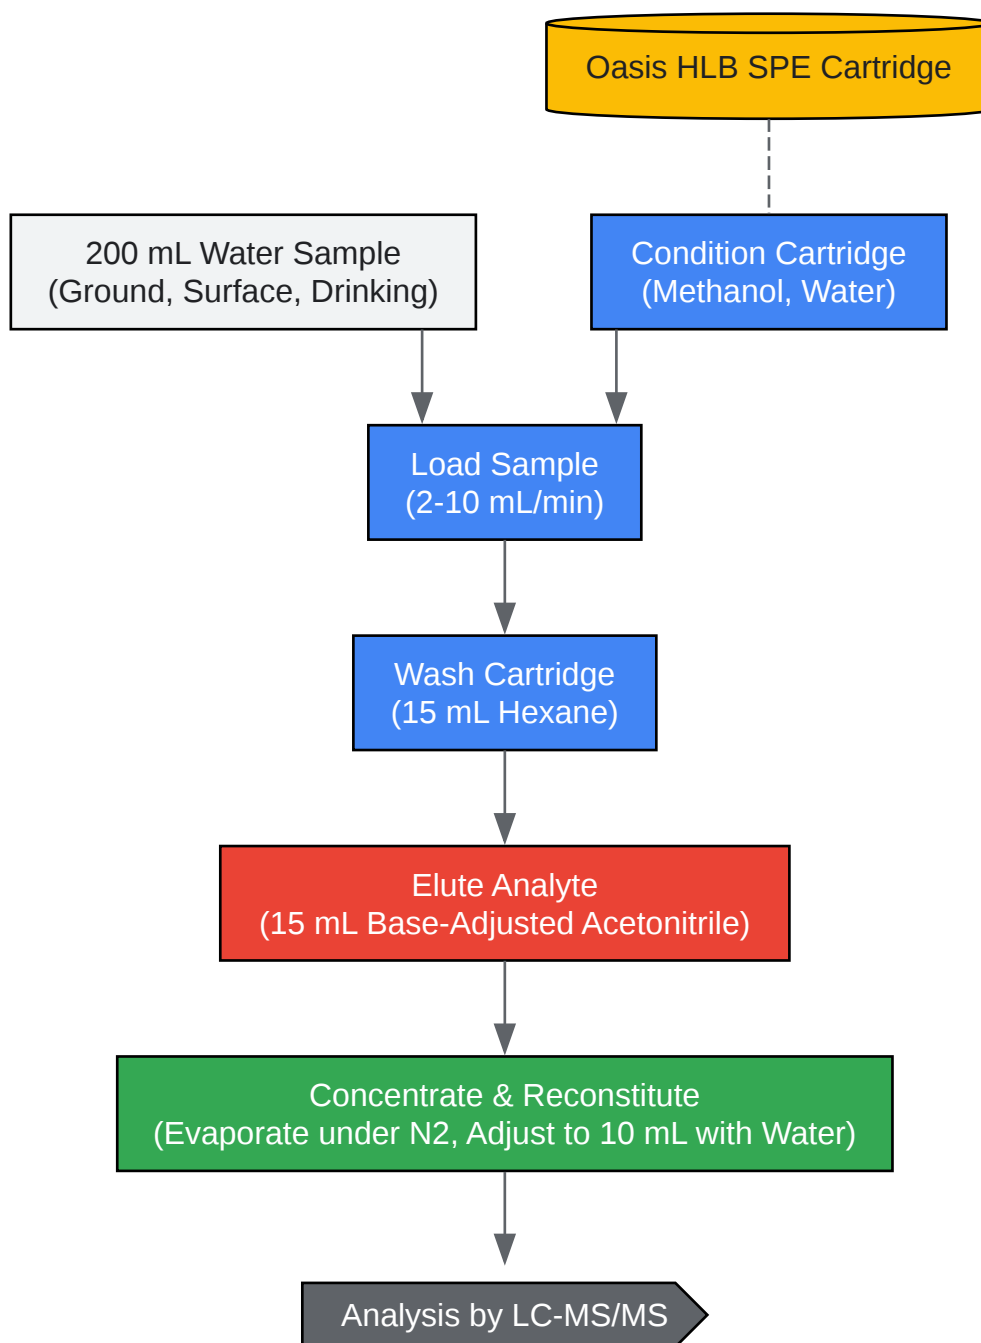 Oasis HLB SPE Cartridge
200 mL Water Sample
(Ground, Surface, Drinking)
Condition Cartridge
(Methanol, Water)
Load Sample
(2-10 mL/min)
Wash Cartridge
(15 mL Hexane)
Elute Analyte
(15 mL Base-Adjusted Acetonitrile)
Concentrate & Reconstitute
(Evaporate under N2, Adjust to 10 mL with Water)
Analysis by LC-MS/MS